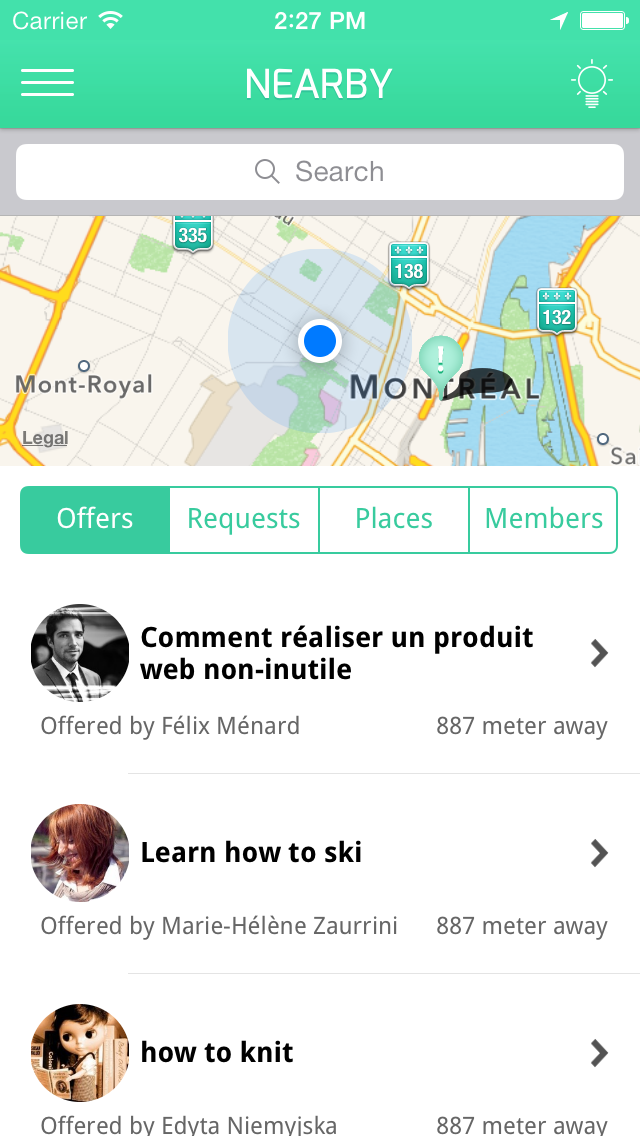 Carrier
2:27 PM
NEARBY
Search
335
138
132
Mont-Royal
MONTRÉAL
Legal
Sa
Offers
Requests
Places
Members
Comment réaliser un produit
web non-inutile
Offered by Félix Ménard
887 meter away
Learn how to ski
Offered by Marie-Hélène Zaurrini
887 meter away
how to knit
Offered by Edyta Niemyjska
887 meter away